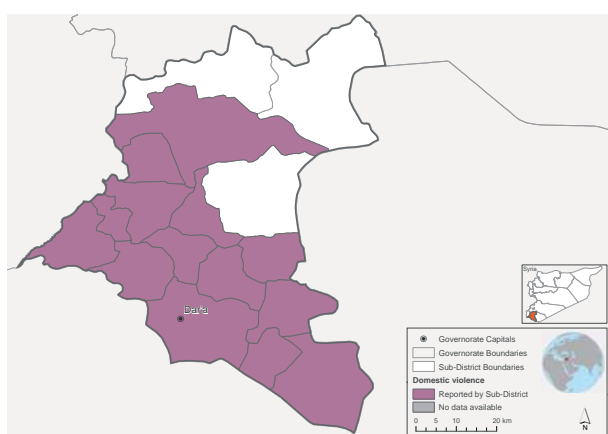 Dar'a
Syria
Governorate Capitals
Governorate Boundaries
Sub-District Boundaries
Domestic violence
Reported by Sub-District
No data available
0 5 10 20 km
N